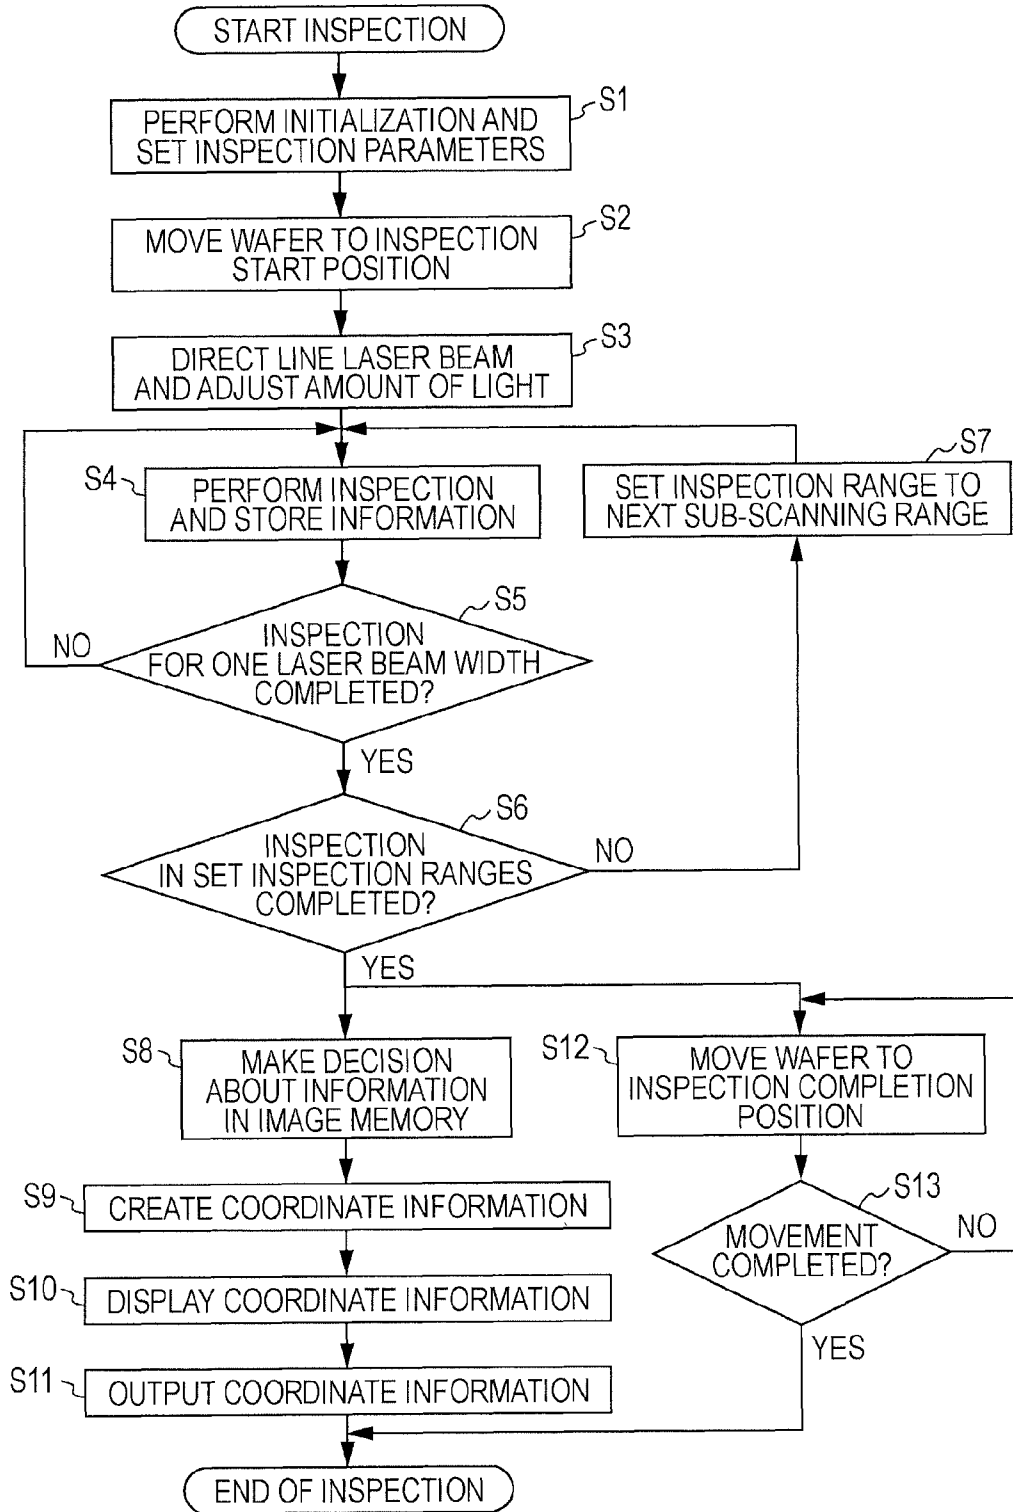 START INSPECTION
S1
PERFORM INITIALIZATION AND
SET INSPECTION PARAMETERS
S2
MOVE WAFER TO INSPECTION
START POSITION
S3
DIRECT LINE LASER BEAM
AND ADJUST AMOUNT OF LIGHT
S4
PERFORM INSPECTION
AND STORE INFORMATION
S7
SET INSPECTION RANGE TO
NEXT SUB-SCANNING RANGE
S5
NO
INSPECTION
FOR ONE LASER BEAM WIDTH
COMPLETED?
YES
S6
INSPECTION
IN SET INSPECTION RANGES
COMPLETED?
NO
YES
S8
MAKE DECISION
ABOUT INFORMATION
IN IMAGE MEMORY
S12
MOVE WAFER TO
INSPECTION COMPLETION
POSITION
S9
CREATE COORDINATE INFORMATION
S13
MOVEMENT
COMPLETED?
NO
S10
DISPLAY COORDINATE INFORMATION
YES
S11
OUTPUT COORDINATE INFORMATION
END OF INSPECTION